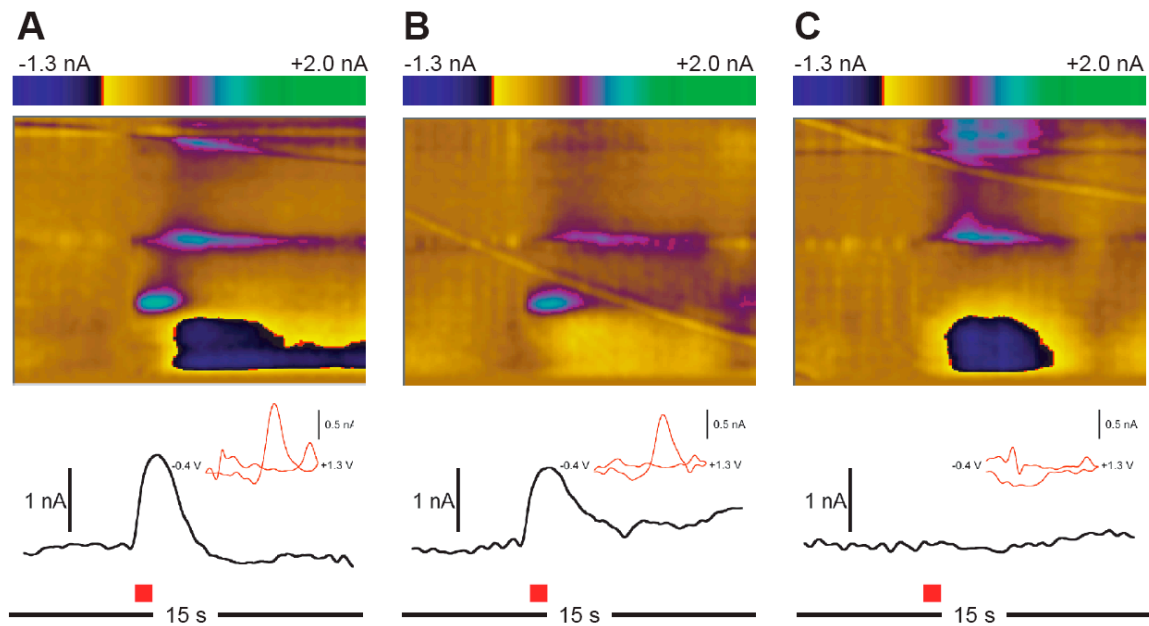 A
B
C
-1.3 nA
+2.0 nA
-1.3 nA
+2.0 nA
-1.3 nA
+2.0 nA
0.5 nA
-0.4 V
+1.3 V
1 nA
0.5 nA
-0.4 V
+1.3 V
1 nA
0.5 nA
-0.4 V
+1.3 V
1 nA
15 s
15 s
15 s